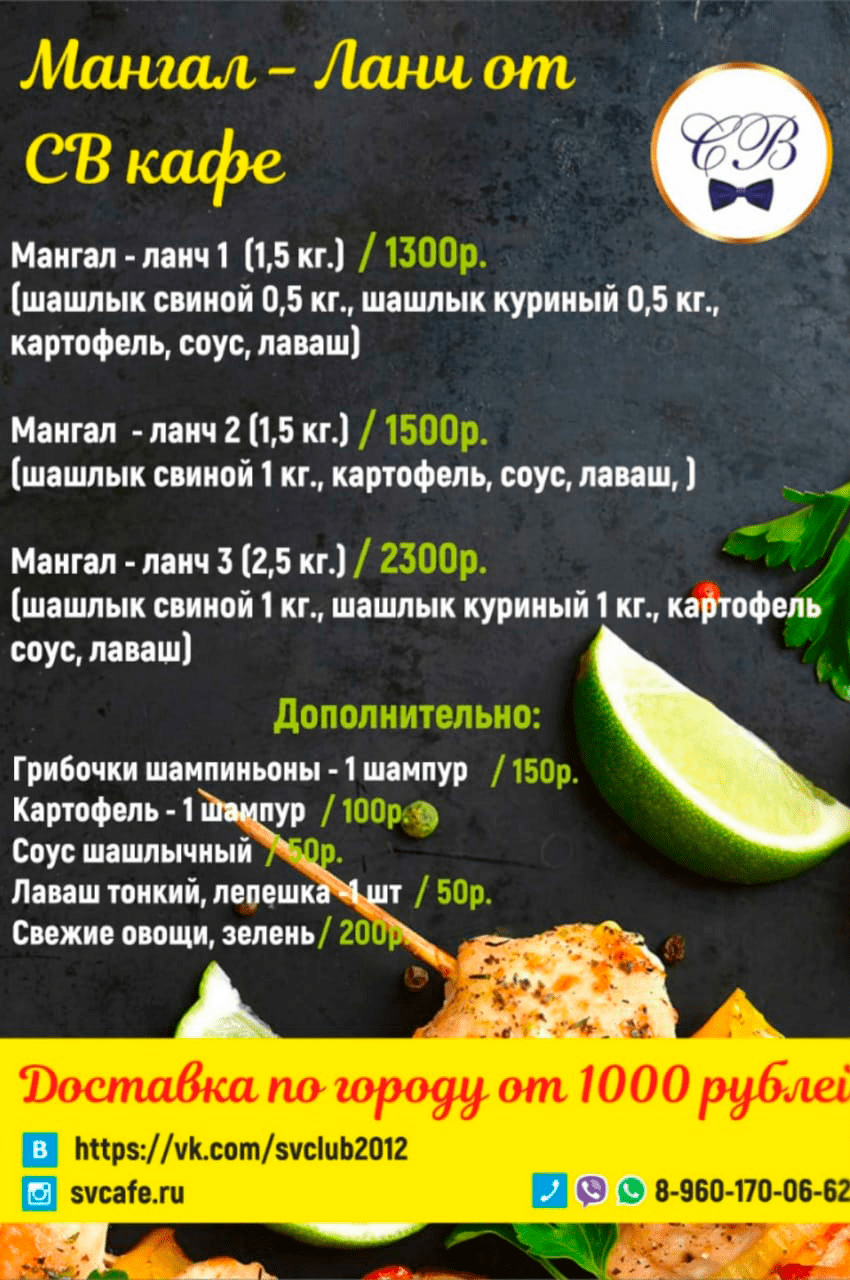 Мангал – Ланч от
СВ кафе
СВ
Мангал - ланч 1 (1,5 кг.) / 1300р.
(шашлык свиной 0,5 кг., шашлык куриный 0,5 кг.,
картофель, соус, лаваш)
Мангал - ланч 2 (1,5 кг.) / 1500р.
(шашлык свиной 1 кг., картофель, соус, лаваш, )
Мангал - ланч 3 (2,5 кг.) / 2300р.
(шашлык свиной 1 кг., шашлык куриный 1 кг., картофель
соус, лаваш)
Дополнительно:
Грибочки шампиньоны - 1 шампур / 150р.
Картофель - 1 шампур / 100р.
Соус шашлычный / 50р.
Лаваш тонкий, лепешка -1 шт / 50р.
Свежие овощи, зелень / 200р.
Доставка по городу от 1000 рублей
В https://vk.com/svclub2012
svcafe.ru 8-960-170-06-62